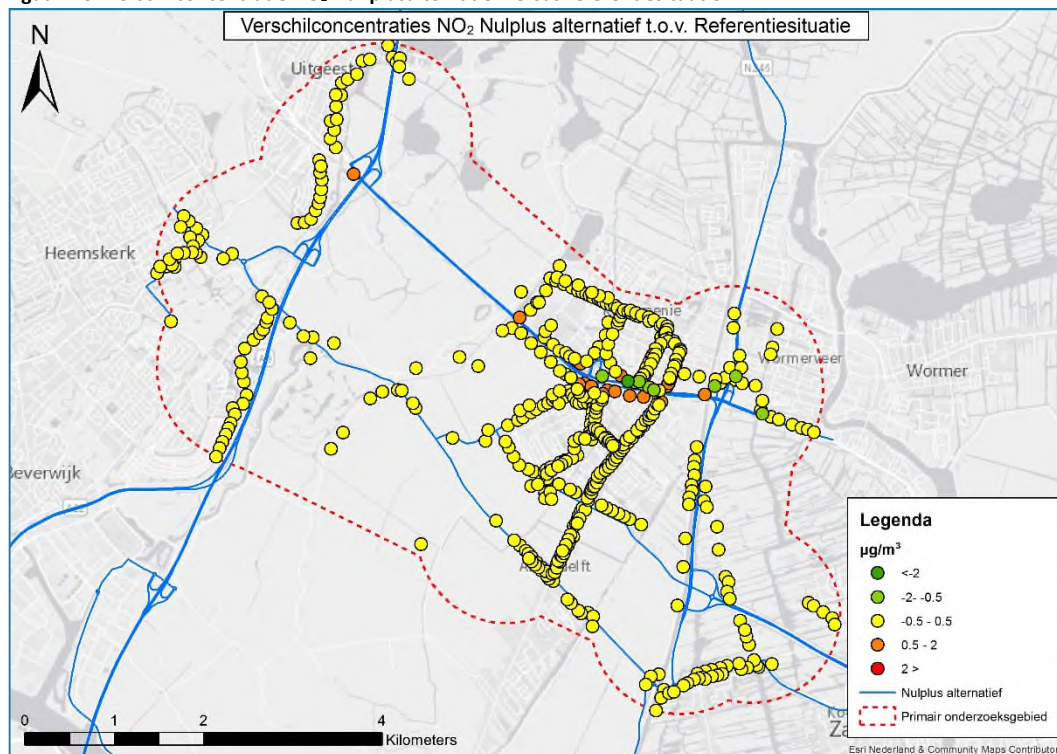 Verschilconcentraties NO₂ Nulplus alternatief t.o.v. Referentiesituatie
N
Uitgeest
N246
Heemskerk
Wormerveer
Wormer
Beverwijk
Legenda
µg/m³
<-2
-2- -0.5
-0.5 - 0.5
0.5 - 2
2 >
Nulplus alternatief
Primair onderzoeksgebied
0 1 2 4
Kilometers
Esri Nederland & Community Maps Contributor